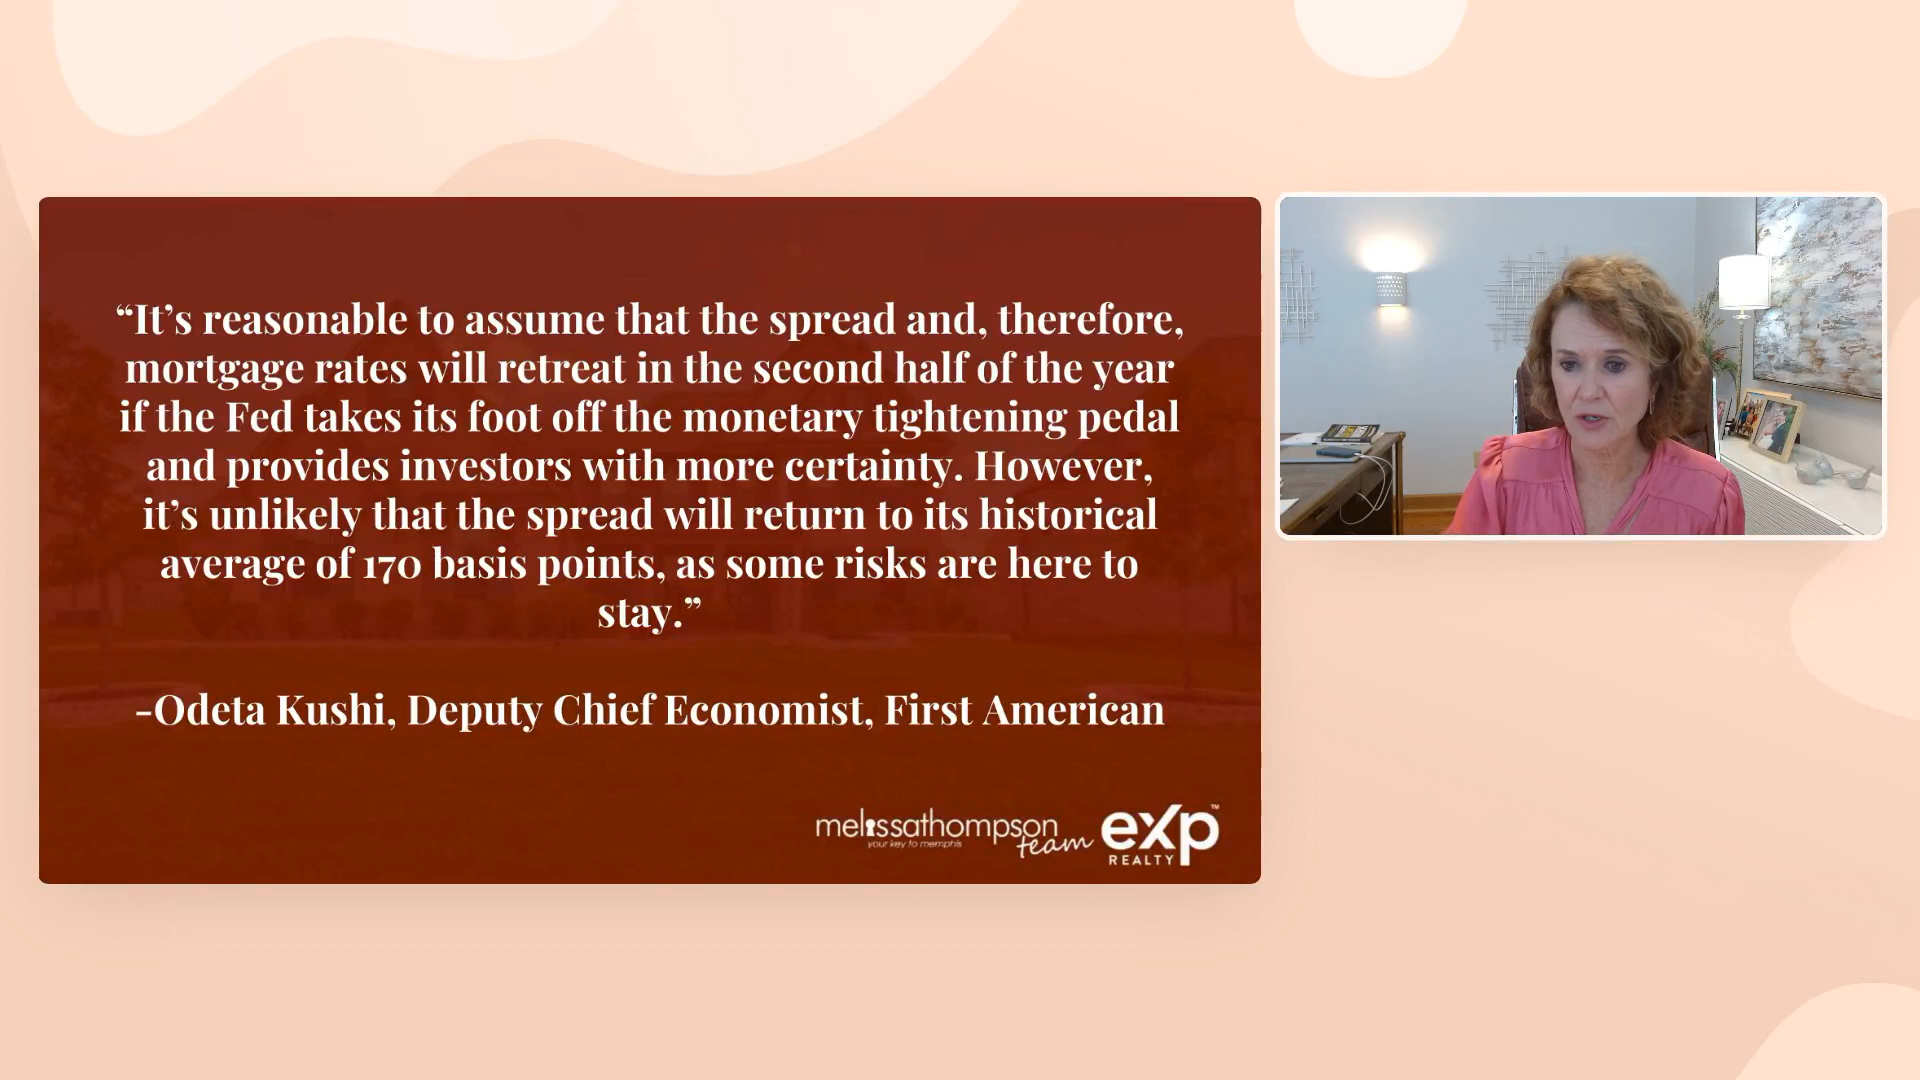 “It’s reasonable to assume that the spread and, therefore,
mortgage rates will retreat in the second half of the year
if the Fed takes its foot off the monetary tightening pedal
and provides investors with more certainty. However,
it’s unlikely that the spread will return to its historical
average of 170 basis points, as some risks are here to
stay.”
-Odeta Kushi, Deputy Chief Economist, First American
melissathompson
your key to memphis
team
eXp™
REALTY